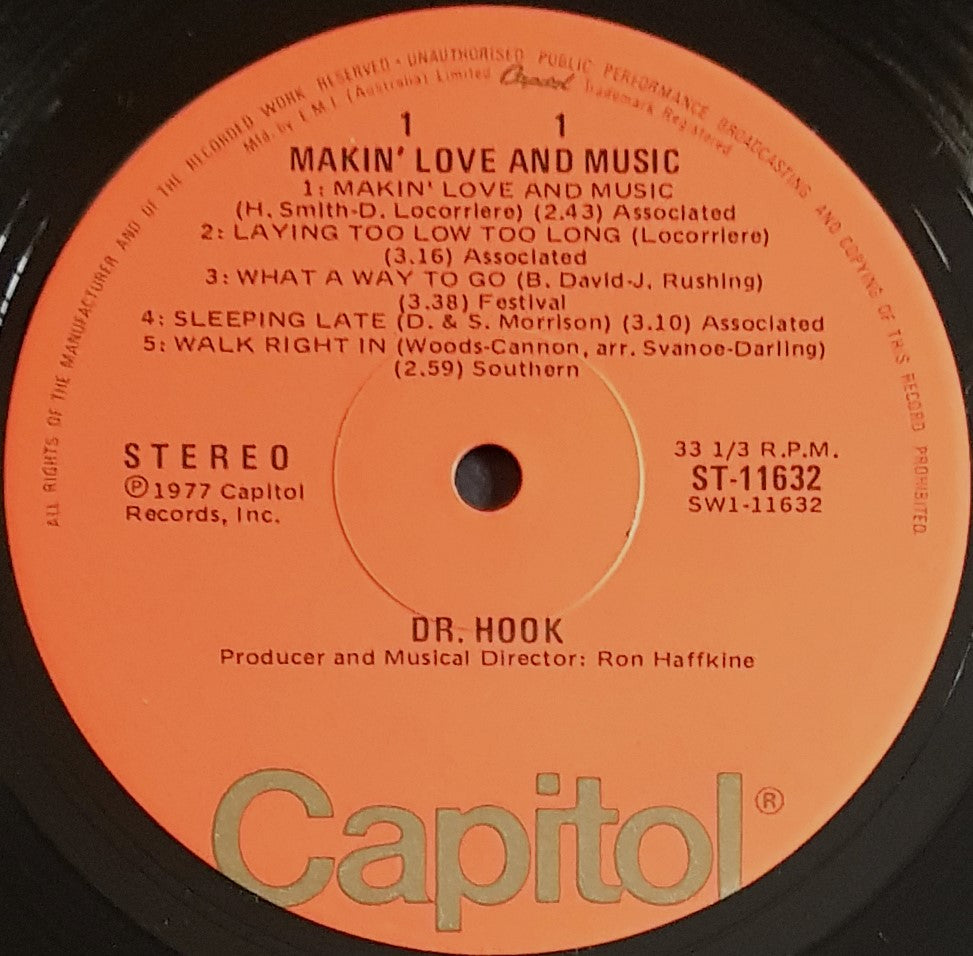 ALL RIGHTS OF THE MANUFACTURER AND OF THE RECORDED WORK RESERVED · UNAUTHORISED PUBLIC PERFORMANCE BROADCASTING AND COPYING OF THIS RECORD PROHIBITED
Mfd. by E.M.I. (Australia) Limited Capitol Trademark Registered
1 1
MAKIN' LOVE AND MUSIC
1: MAKIN' LOVE AND MUSIC
(H. Smith-D. Locorriere) (2.43) Associated
2: LAYING TOO LOW TOO LONG (Locorriere)
(3.16) Associated
3: WHAT A WAY TO GO (B. David-J. Rushing)
(3.38) Festival
4: SLEEPING LATE (D. & S. Morrison) (3.10) Associated
5: WALK RIGHT IN (Woods-Cannon, arr. Svanoe-Darling)
(2.59) Southern
STEREO
℗ 1977 Capitol
Records, Inc.
33 1/3 R.P.M.
ST-11632
SW1-11632
DR. HOOK
Producer and Musical Director: Ron Haffkine
Capitol®